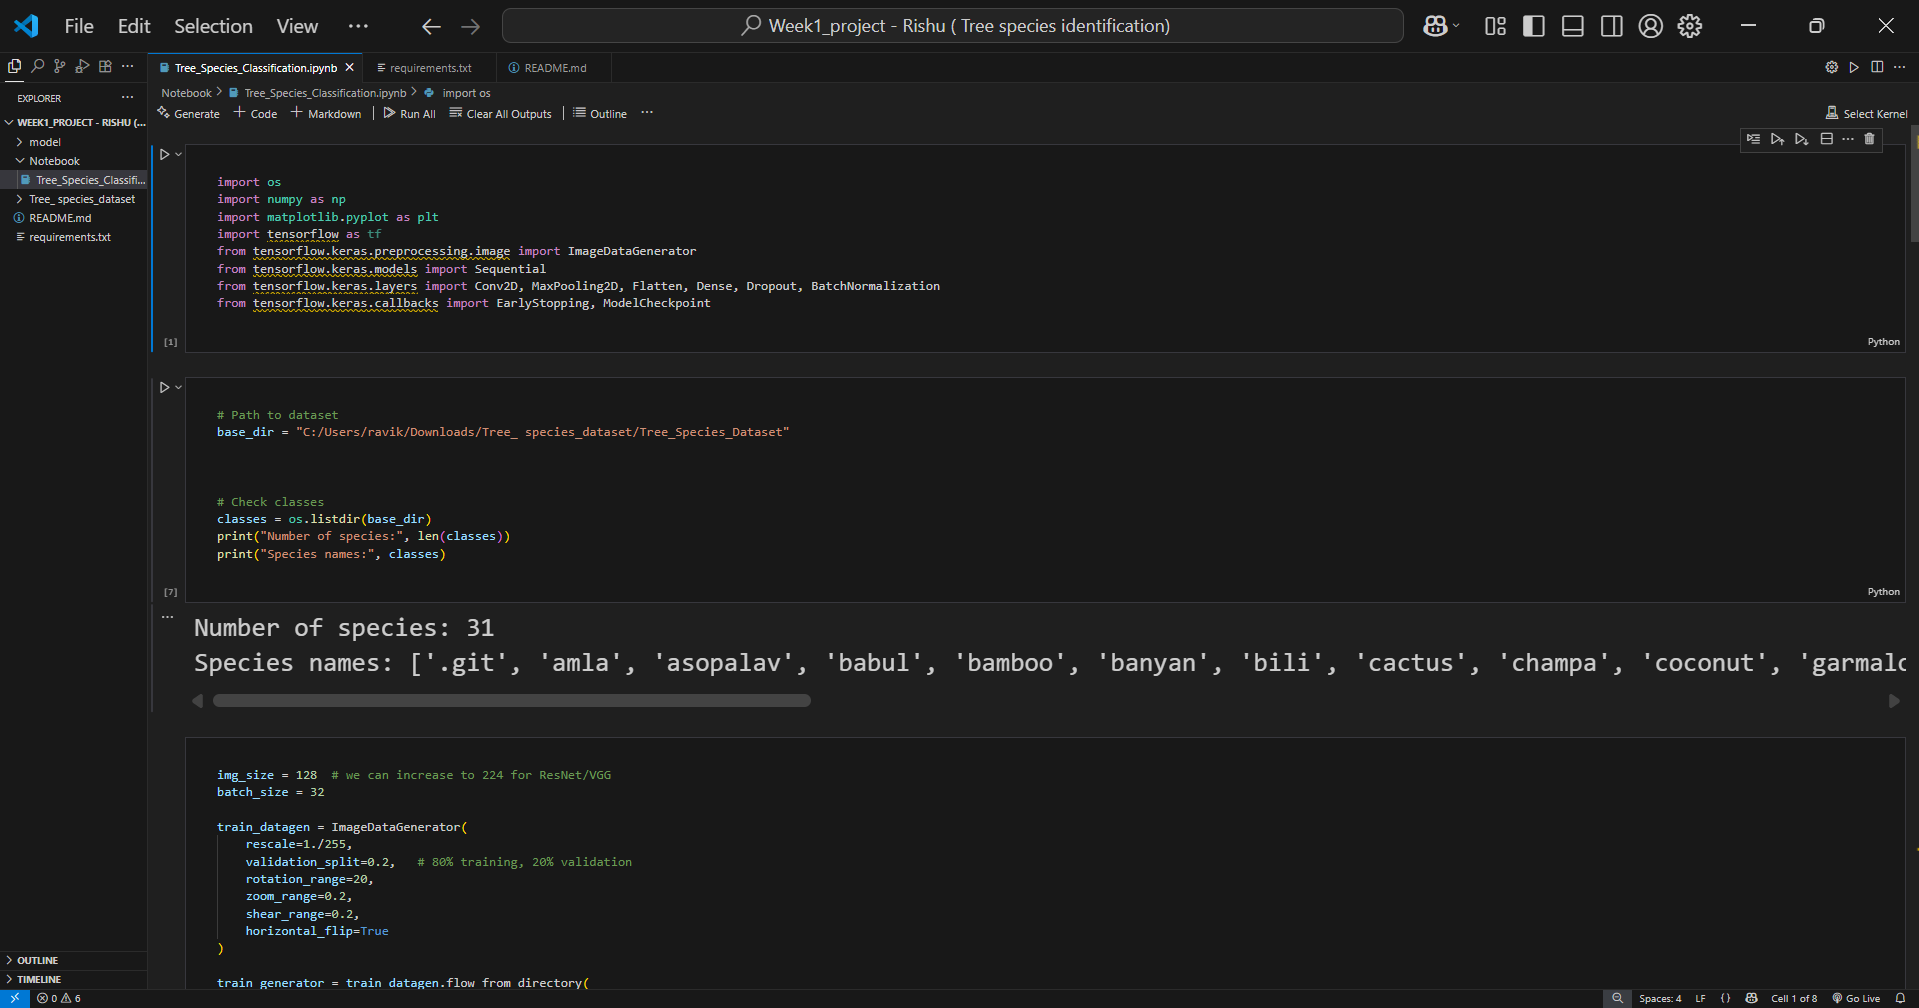 File Edit Selection View
Week1_project - Rishu ( Tree species identification)
Tree_Species_Classification.ipynb
requirements.txt
README.md
EXPLORER
Notebook > Tree_Species_Classification.ipynb > import os
Generate + Code + Markdown Run All Clear All Outputs Outline
Select Kernel
WEEK1_PROJECT - RISHU (...
model
Notebook
Tree_Species_Classifi...
Tree_ species_dataset
README.md
requirements.txt
import os
import numpy as np
import matplotlib.pyplot as plt
import tensorflow as tf
from tensorflow.keras.preprocessing.image import ImageDataGenerator
from tensorflow.keras.models import Sequential
from tensorflow.keras.layers import Conv2D, MaxPooling2D, Flatten, Dense, Dropout, BatchNormalization
from tensorflow.keras.callbacks import EarlyStopping, ModelCheckpoint
[1]
Python
# Path to dataset
base_dir = "C:/Users/ravik/Downloads/Tree_ species_dataset/Tree_Species_Dataset"
# Check classes
classes = os.listdir(base_dir)
print("Number of species:", len(classes))
print("Species names:", classes)
[7]
Python
Number of species: 31
Species names: ['.git', 'amla', 'asopalav', 'babul', 'bamboo', 'banyan', 'bili', 'cactus', 'champa', 'coconut', 'garmalo
img_size = 128 # we can increase to 224 for ResNet/VGG
batch_size = 32
train_datagen = ImageDataGenerator(
rescale=1./255,
validation_split=0.2, # 80% training, 20% validation
rotation_range=20,
zoom_range=0.2,
shear_range=0.2,
horizontal_flip=True
)
train_generator = train_datagen.flow_from_directory(
OUTLINE
TIMELINE
0 6
Spaces: 4 LF {} Cell 1 of 8 Go Live